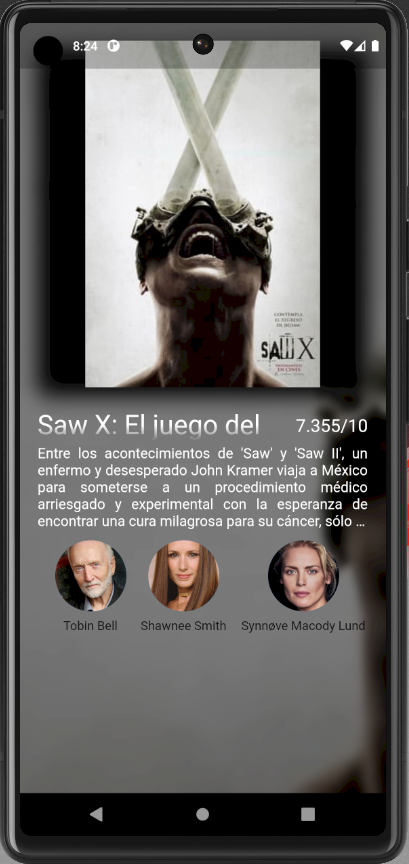 8:24
CONTEMPLA
EL REGRESO
DE JIGSAW
SAW X
EN CINES
Saw X: El juego del
7.355/10
Entre los acontecimientos de 'Saw' y 'Saw II', un
enfermo y desesperado John Kramer viaja a México
para someterse a un procedimiento médico
arriesgado y experimental con la esperanza de
encontrar una cura milagrosa para su cáncer, sólo ...
Tobin Bell
Shawnee Smith
Synnøve Macody Lund